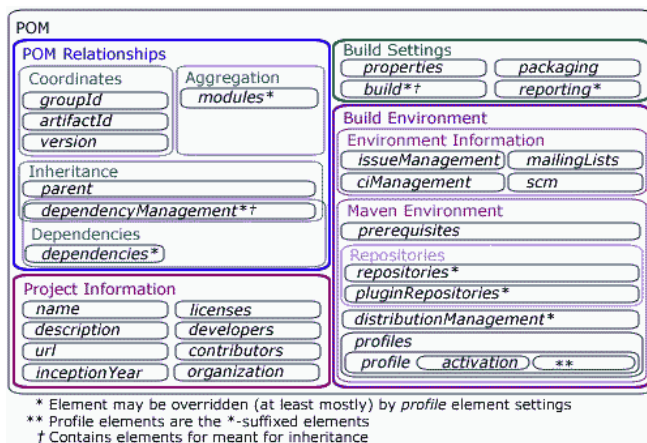 POM
POM Relationships
Coordinates
groupId
artifactId
version
Aggregation
modules*
Inheritance
parent
dependencyManagement*†
Dependencies
dependencies*
Project Information
name
licenses
description
developers
url
contributors
inceptionYear
organization
Build Settings
properties
packaging
build*†
reporting*
Build Environment
Environment Information
issueManagement
mailingLists
ciManagement
scm
Maven Environment
prerequisites
Repositories
repositories*
pluginRepositories*
distributionManagement*
profiles
profile
activation
**
* Element may be overridden (at least mostly) by profile element settings
** Profile elements are the *-suffixed elements
† Contains elements for meant for inheritance